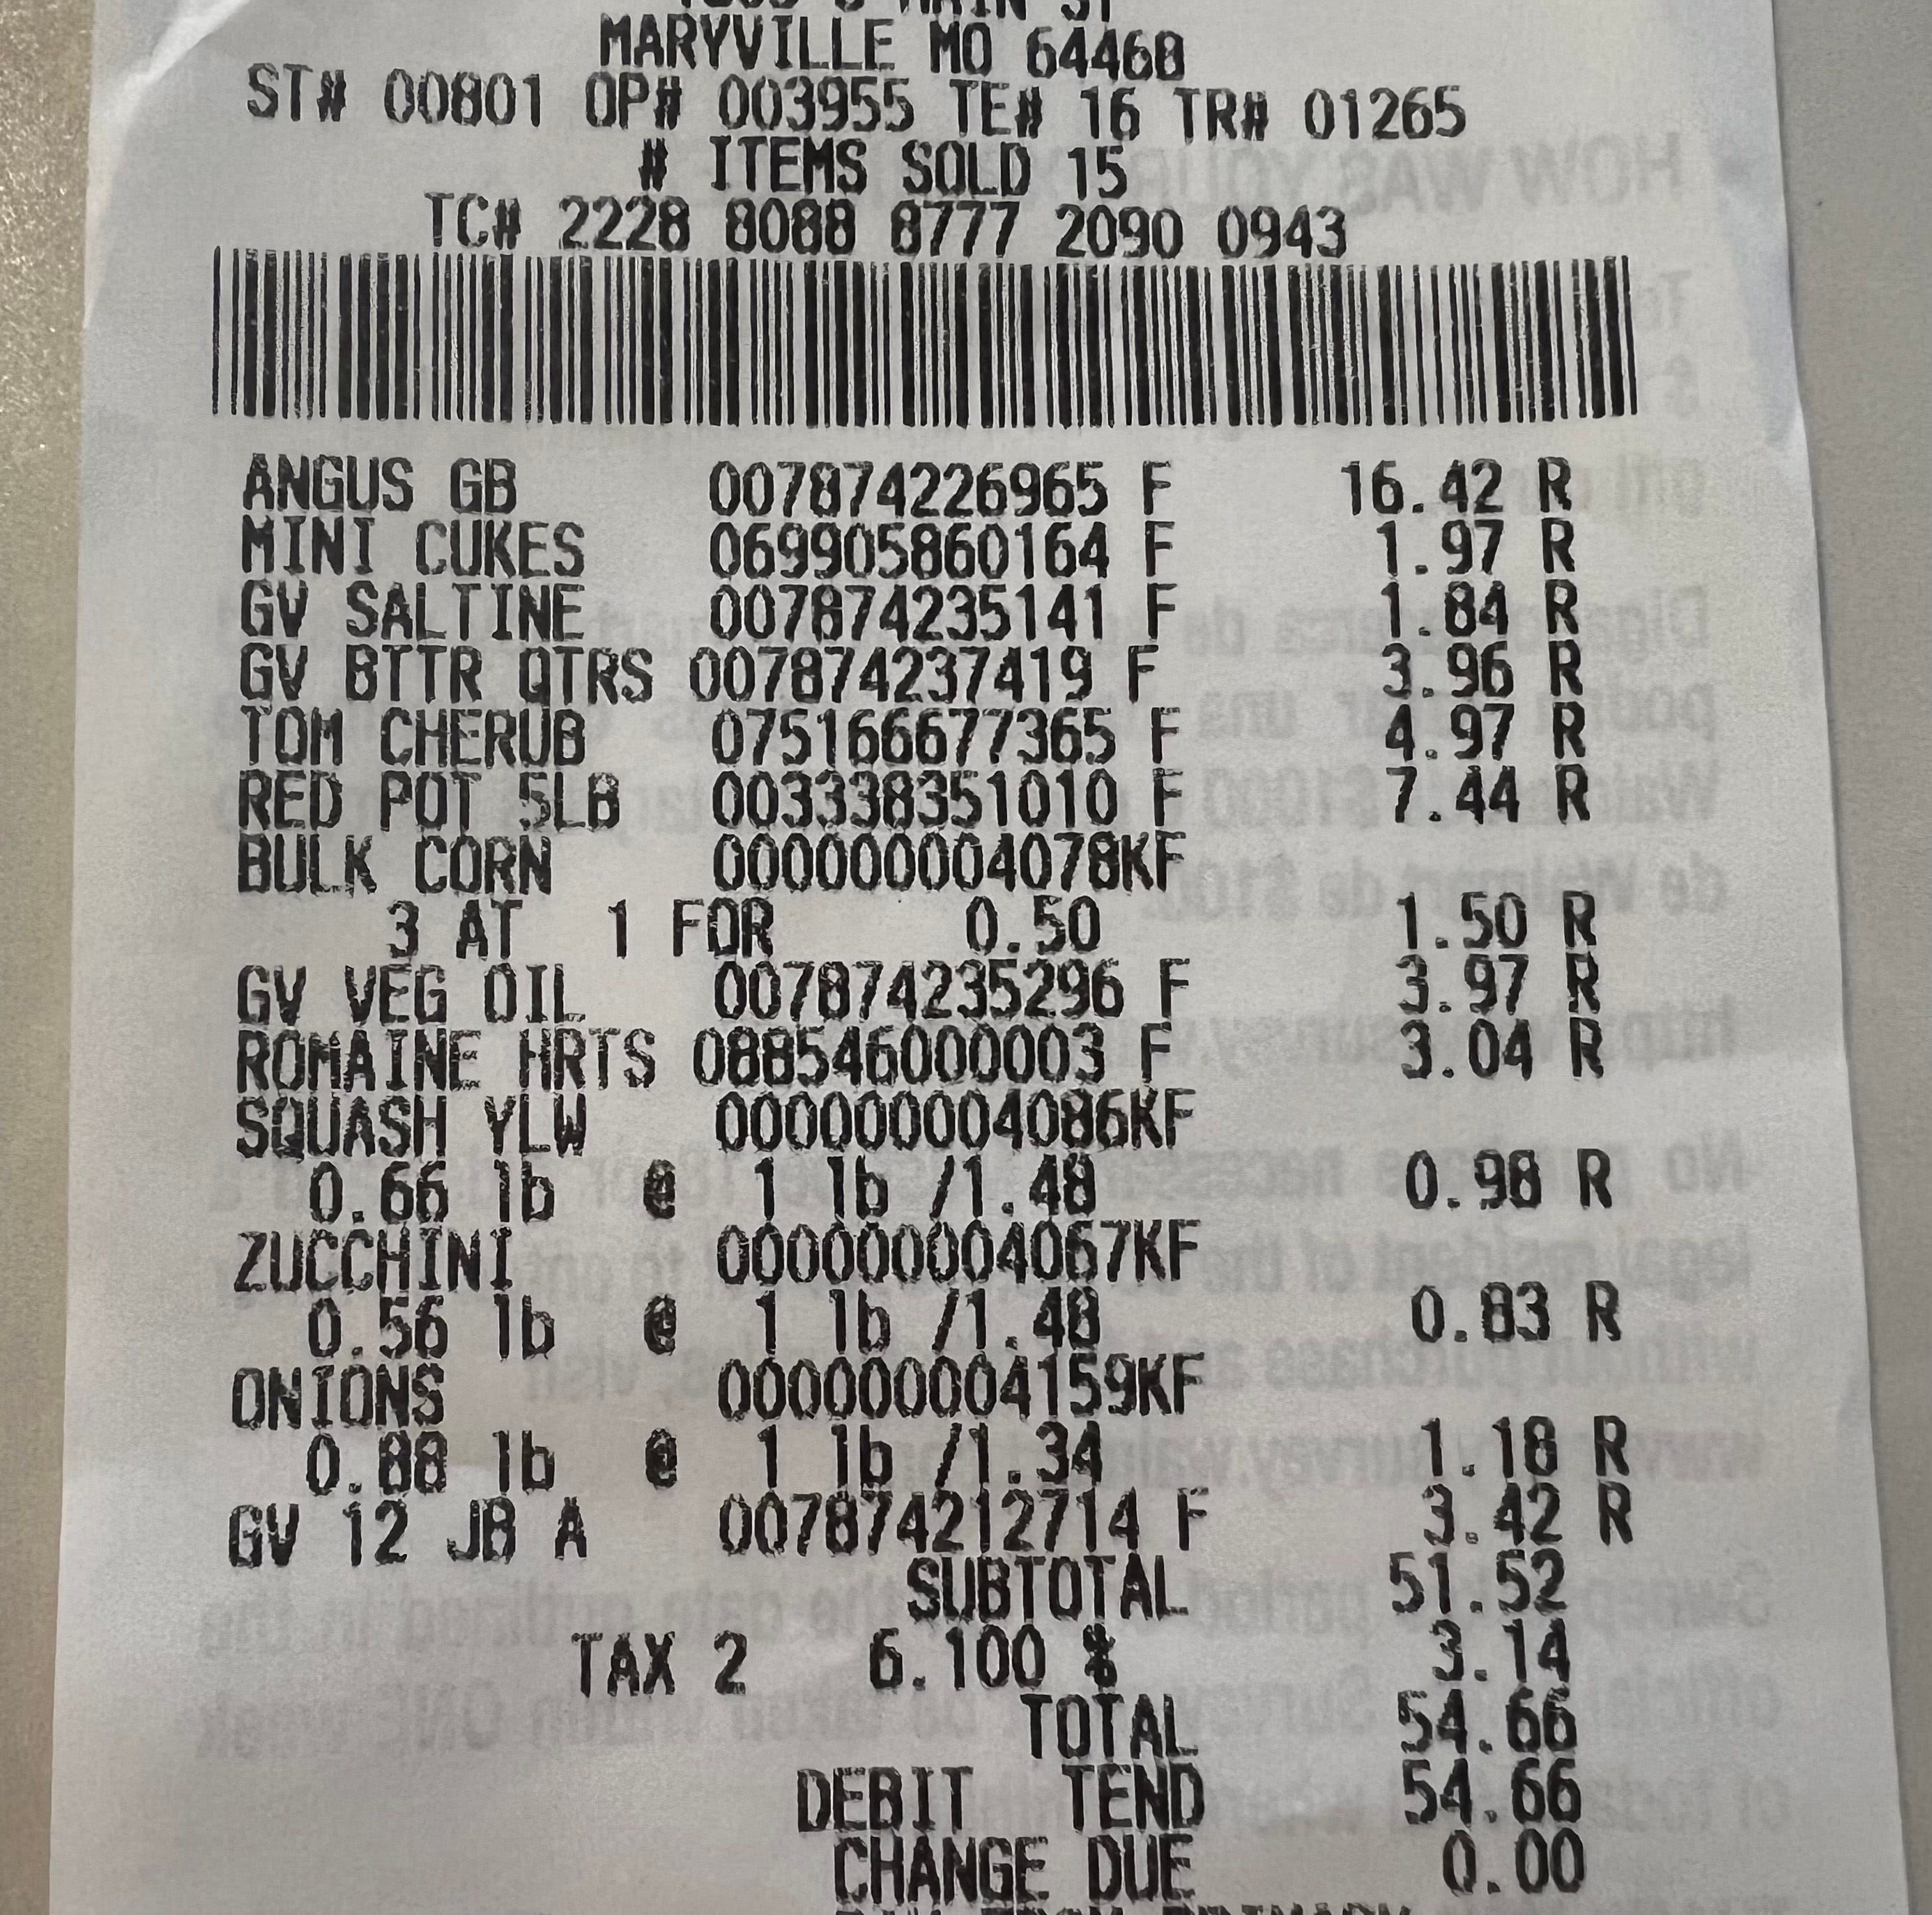 MAIN ST
MARYVILLE MO 64468
ST# 00801 OP# 003955 TE# 16 TR# 01265
# ITEMS SOLD 15
TC# 2228 8088 8777 2090 0943
ANGUS GB 007874226965 F 16.42 R
MINI CUKES 069905860164 F 1.97 R
GV SALTINE 007874235141 F 1.84 R
GV BTTR QTRS 007874237419 F 3.96 R
TOM CHERUB 075166677365 F 4.97 R
RED POT 5LB 003338351010 F 7.44 R
BULK CORN 000000004078KF
3 AT 1 FOR 0.50 1.50 R
GV VEG OIL 007874235296 F 3.97 R
ROMAINE HRTS 088546000003 F 3.04 R
SQUASH YLW 000000004086KF
0.66 lb @ 1 lb /1.48 0.98 R
ZUCCHINI 000000004067KF
0.56 lb @ 1 lb /1.48 0.83 R
ONIONS 000000004159KF
0.88 lb @ 1 lb /1.34 1.18 R
GV 12 JB A 007874212714 F 3.42 R
SUBTOTAL 51.52
TAX 2 6.100 % 3.14
TOTAL 54.66
DEBIT TEND 54.66
CHANGE DUE 0.00